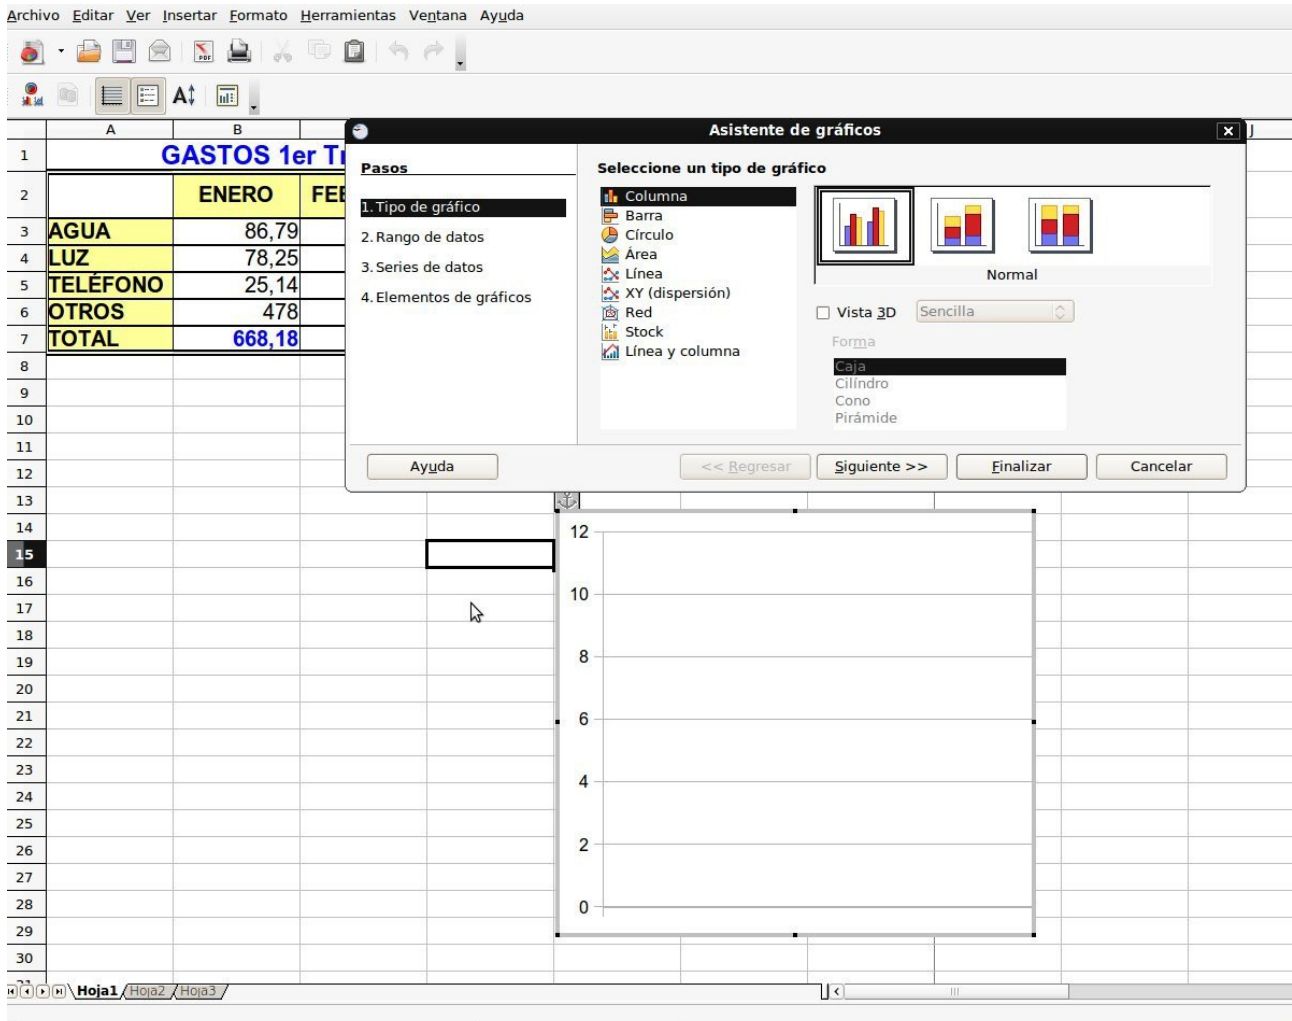 Archivo Editar Ver Insertar Formato Herramientas Ventana Ayuda
PDF
A
A B J
Asistente de gráficos
1 GASTOS 1er
2 ENERO
3 AGUA 86,79
4 LUZ 78,25
5 TELÉFONO 25,14
6 OTROS 478
7 TOTAL 668,18
8
9
10
11
12
13
14
15
16
17
18
19
20
21
22
23
24
25
26
27
28
29
30
Pasos
1. Tipo de gráfico
2. Rango de datos
3. Series de datos
4. Elementos de gráficos
Seleccione un tipo de gráfico
Columna
Barra
Círculo
Área
Línea
XY (dispersión)
Red
Stock
Línea y columna
Normal
Vista 3D Sencilla
Forma
Caja
Cilíndro
Cono
Pirámide
Ayuda << Regresar Siguiente >> Finalizar Cancelar
12
10
8
6
4
2
0
Hoja1 Hoja2 Hoja3